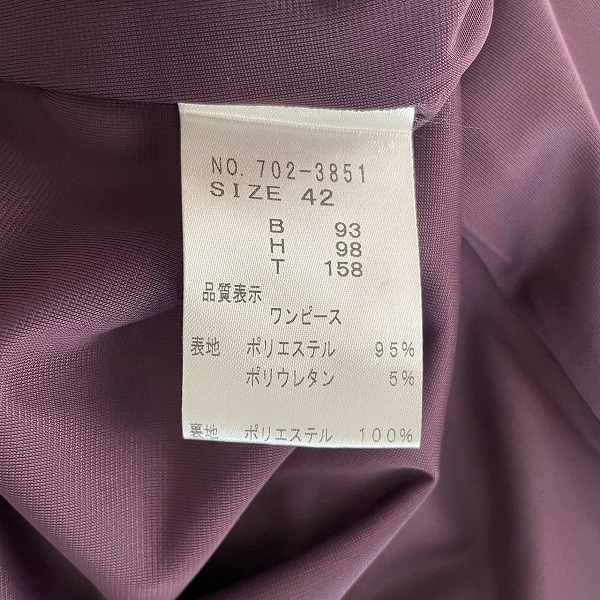 NO. 702-3851
SIZE 42
B 93
H 98
T 158
品質表示
ワンピース
表地 ポリエステル 95%
ポリウレタン 5%
裏地 ポリエステル 100%